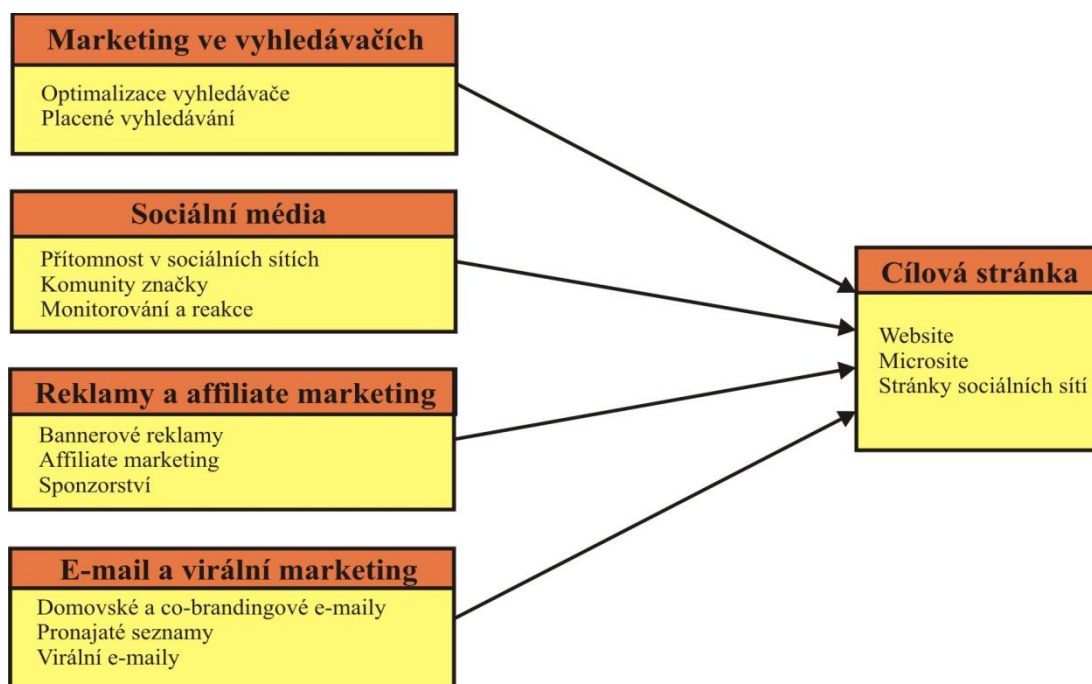 Marketing ve vyhledávačích
Optimalizace vyhledávače
Placené vyhledávání
Sociální média
Přítomnost v sociálních sítích
Komunity značky
Monitorování a reakce
Reklamy a affiliate marketing
Bannerové reklamy
Affiliate marketing
Sponzorství
E-mail a virální marketing
Domovské a co-brandingové e-maily
Pronajaté seznamy
Virální e-maily
Cílová stránka
Website
Microsite
Stránky sociálních sítí